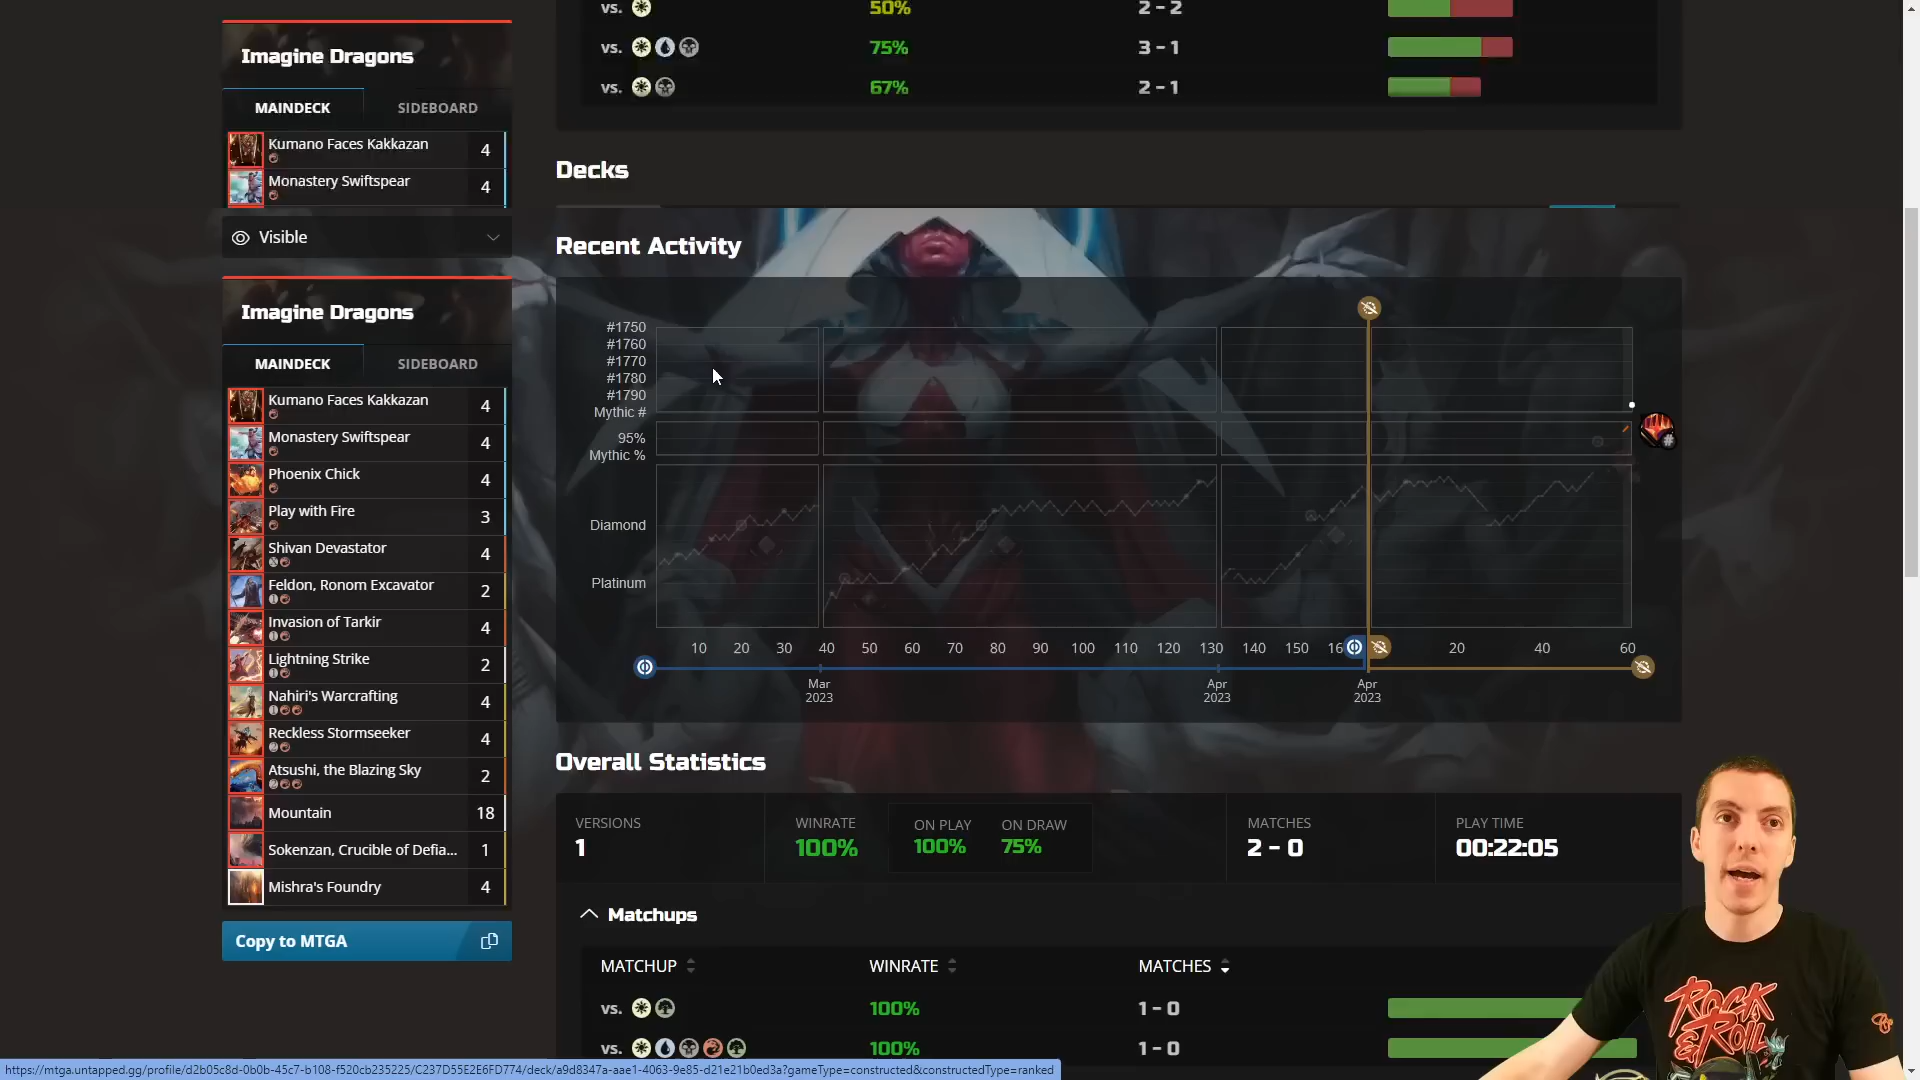 Imagine Dragons
MAINDECK SIDEBOARD
Kumano Faces Kakkazan 4
Monastery Swiftspear 4
Visible
Imagine Dragons
MAINDECK SIDEBOARD
Kumano Faces Kakkazan 4
Monastery Swiftspear 4
Phoenix Chick 4
Play with Fire 3
Shivan Devastator 4
Feldon, Ronom Excavator 2
Invasion of Tarkir 4
Lightning Strike 2
Nahiri's Warcrafting 4
Reckless Stormseeker 4
Atsushi, the Blazing Sky 2
Mountain 18
Sokenzan, Crucible of Defia... 1
Mishra's Foundry 4
Copy to MTGA
vs. 50% 2 - 2
vs. 75% 3 - 1
vs. 67% 2 - 1
Decks
Recent Activity
#1750
#1760
#1770
#1780
#1790
Mythic #
95%
Mythic %
Diamond
Platinum
10 20 30 40 50 60 70 80 90 100 110 120 130 140 150 16 20 40 60
Mar 2023
Apr 2023
Apr 2023
Overall Statistics
VERSIONS
1
WINRATE
100%
ON PLAY
100%
ON DRAW
75%
MATCHES
2 - 0
PLAY TIME
00:22:05
Matchups
MATCHUP WINRATE MATCHES
vs. 100% 1 - 0
vs. 100% 1 - 0
ROCK & ROLL
https://mtga.untapped.gg/profile/d2b05c8d-0b0b-45c7-b108-f520cb235225/C237D55E2E6FD774/deck/a9d8347a-aae1-4063-9e85-d21e21b0ed3a?gameType=constructed&constructedType=ranked